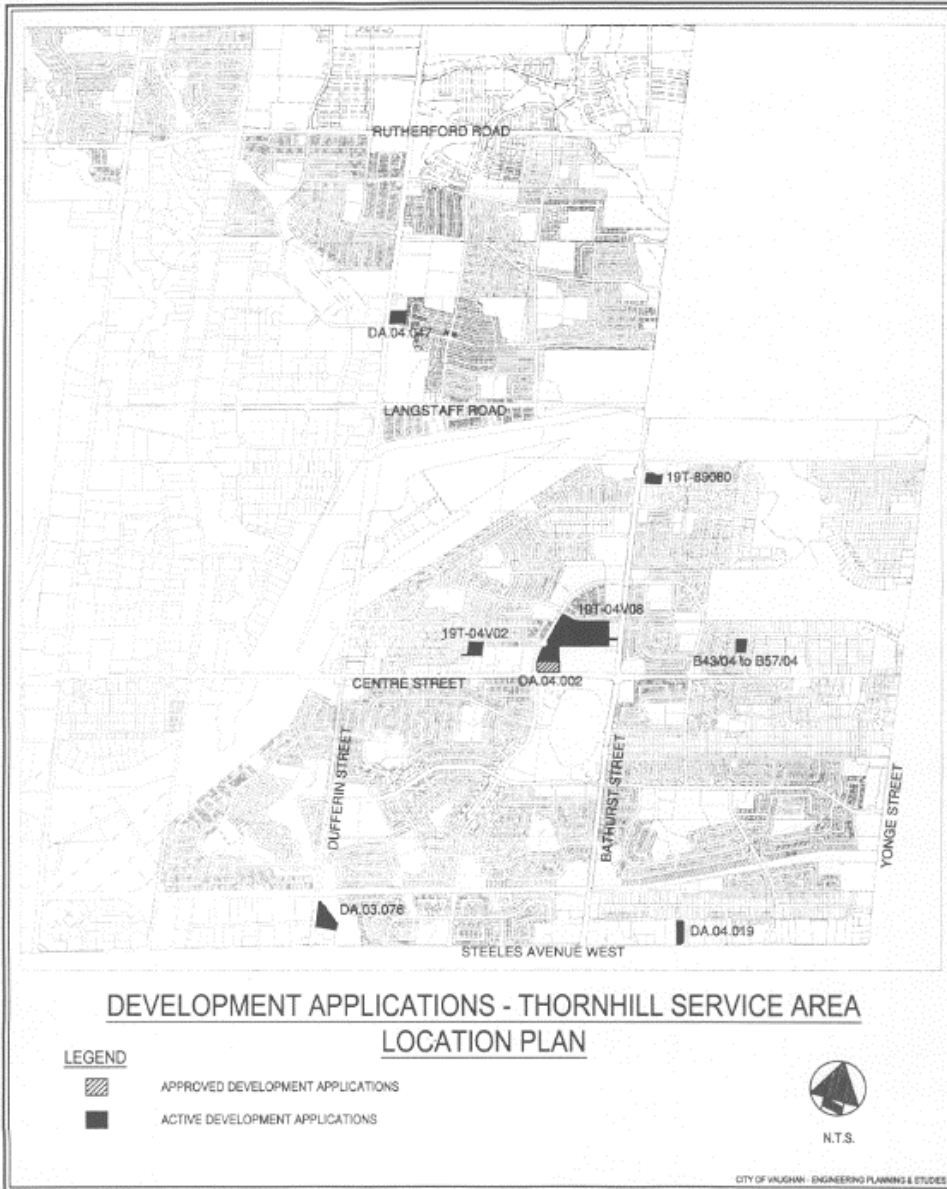 RUTHERFORD ROAD
DA.04.047
LANGSTAFF ROAD
19T-89080
19T-04V08
19T-04V02
B43/04 to B57/04
DA.04.002
CENTRE STREET
DUFFERIN STREET
BATHURST STREET
YONGE STREET
DA.03.076
DA.04.019
STEELES AVENUE WEST
DEVELOPMENT APPLICATIONS - THORNHILL SERVICE AREA
LOCATION PLAN
LEGEND
APPROVED DEVELOPMENT APPLICATIONS
ACTIVE DEVELOPMENT APPLICATIONS
N.T.S.
CITY OF VAUGHAN - ENGINEERING PLANNING & STUDIES